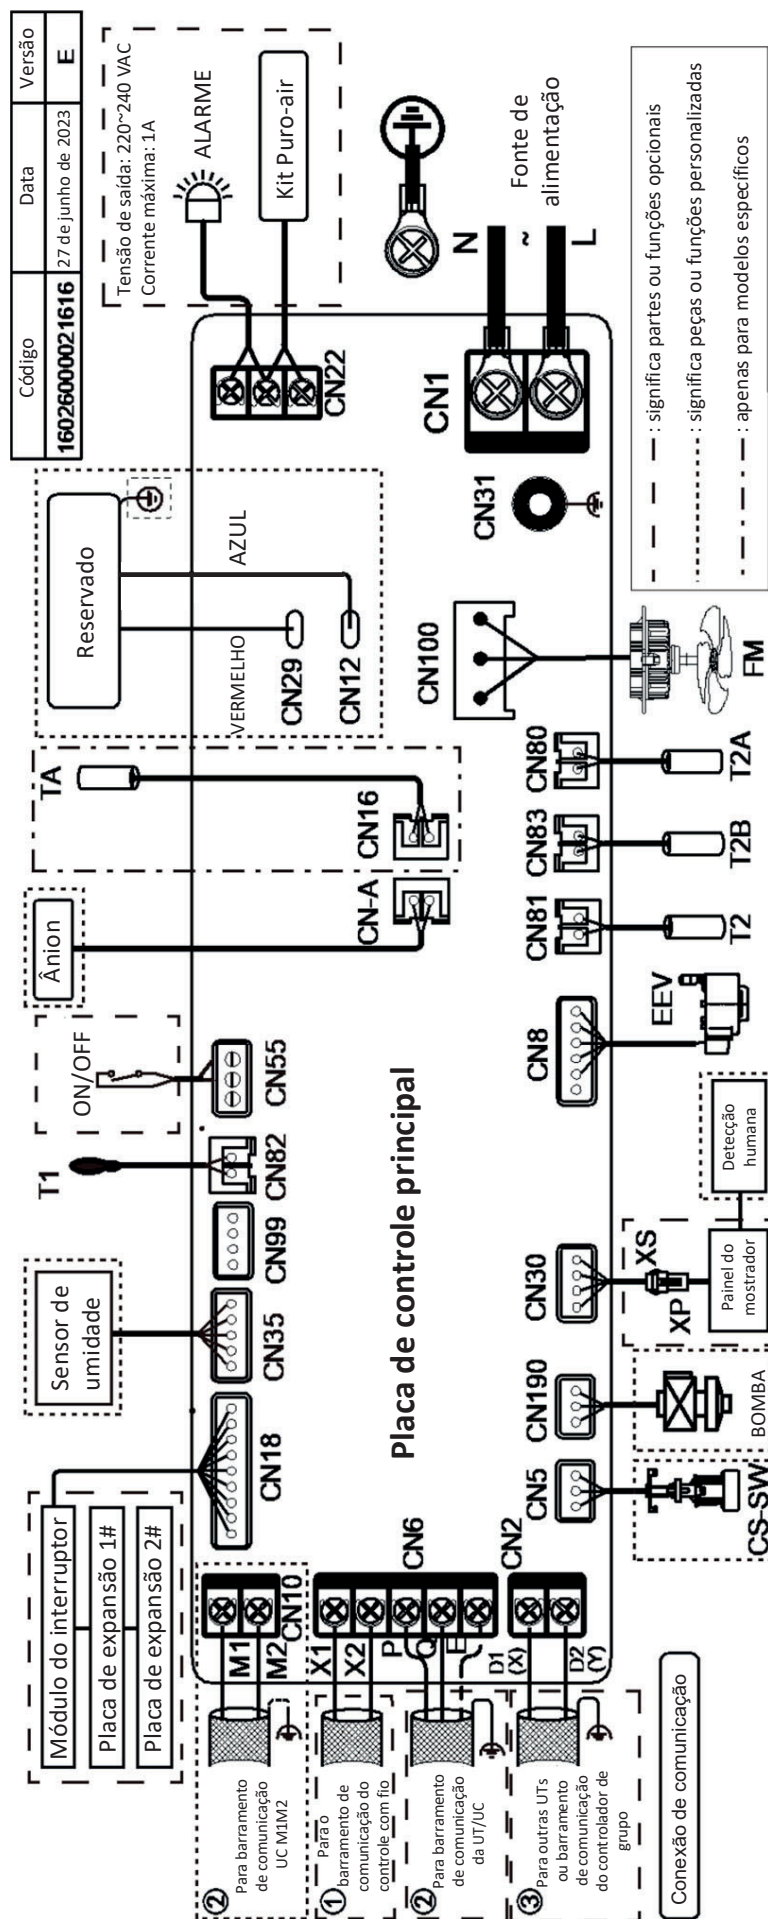 Código
Data
Versão
16026000021616
27 de junho de 2023
E
Tensão de saída: 220~240 VAC
Corrente máxima: 1A
ALARME
Kit Puro-air
CN22
Fonte de
alimentação
N
~
L
CN1
CN31
: significa partes ou funções opcionais
: significa peças ou funções personalizadas
: apenas para modelos específicos
Reservado
AZUL
VERMELHO
CN29
CN12
CN100
FM
TA
CN16
Ânion
CN-A
CN80
T2A
CN83
T2B
CN81
T2
ON/OFF
CN55
EEV
CN8
T1
CN82
CN99
Sensor de
umidade
CN35
Placa de controle principal
Detecção
humana
CN30
XS
XP
Painel do
mostrador
CN190
BOMBA
CN5
CS-SW
Módulo do interruptor
Placa de expansão 1#
Placa de expansão 2#
CN18
CN10
M1
M2
CN6
X1
X2
P
Q
E
CN2
D1
(X)
D2
(Y)
②
Para barramento
de comunicação
UC M1M2
①
Para o
barramento de
comunicação do
controle com fio
②
Para barramento
de comunicação
da UT/UC
③
Para outras UTs
ou barramento
de comunicação
do controlador de
grupo
Conexão de comunicação